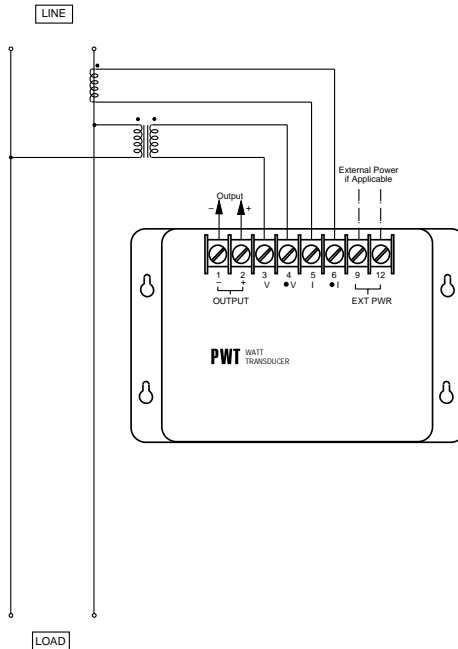 LINE
External Power
if Applicable
Output
– +
1 2 3 4 5 6 9 12
– + V •V I •I
OUTPUT EXT PWR
PWT WATT
TRANSDUCER
LOAD